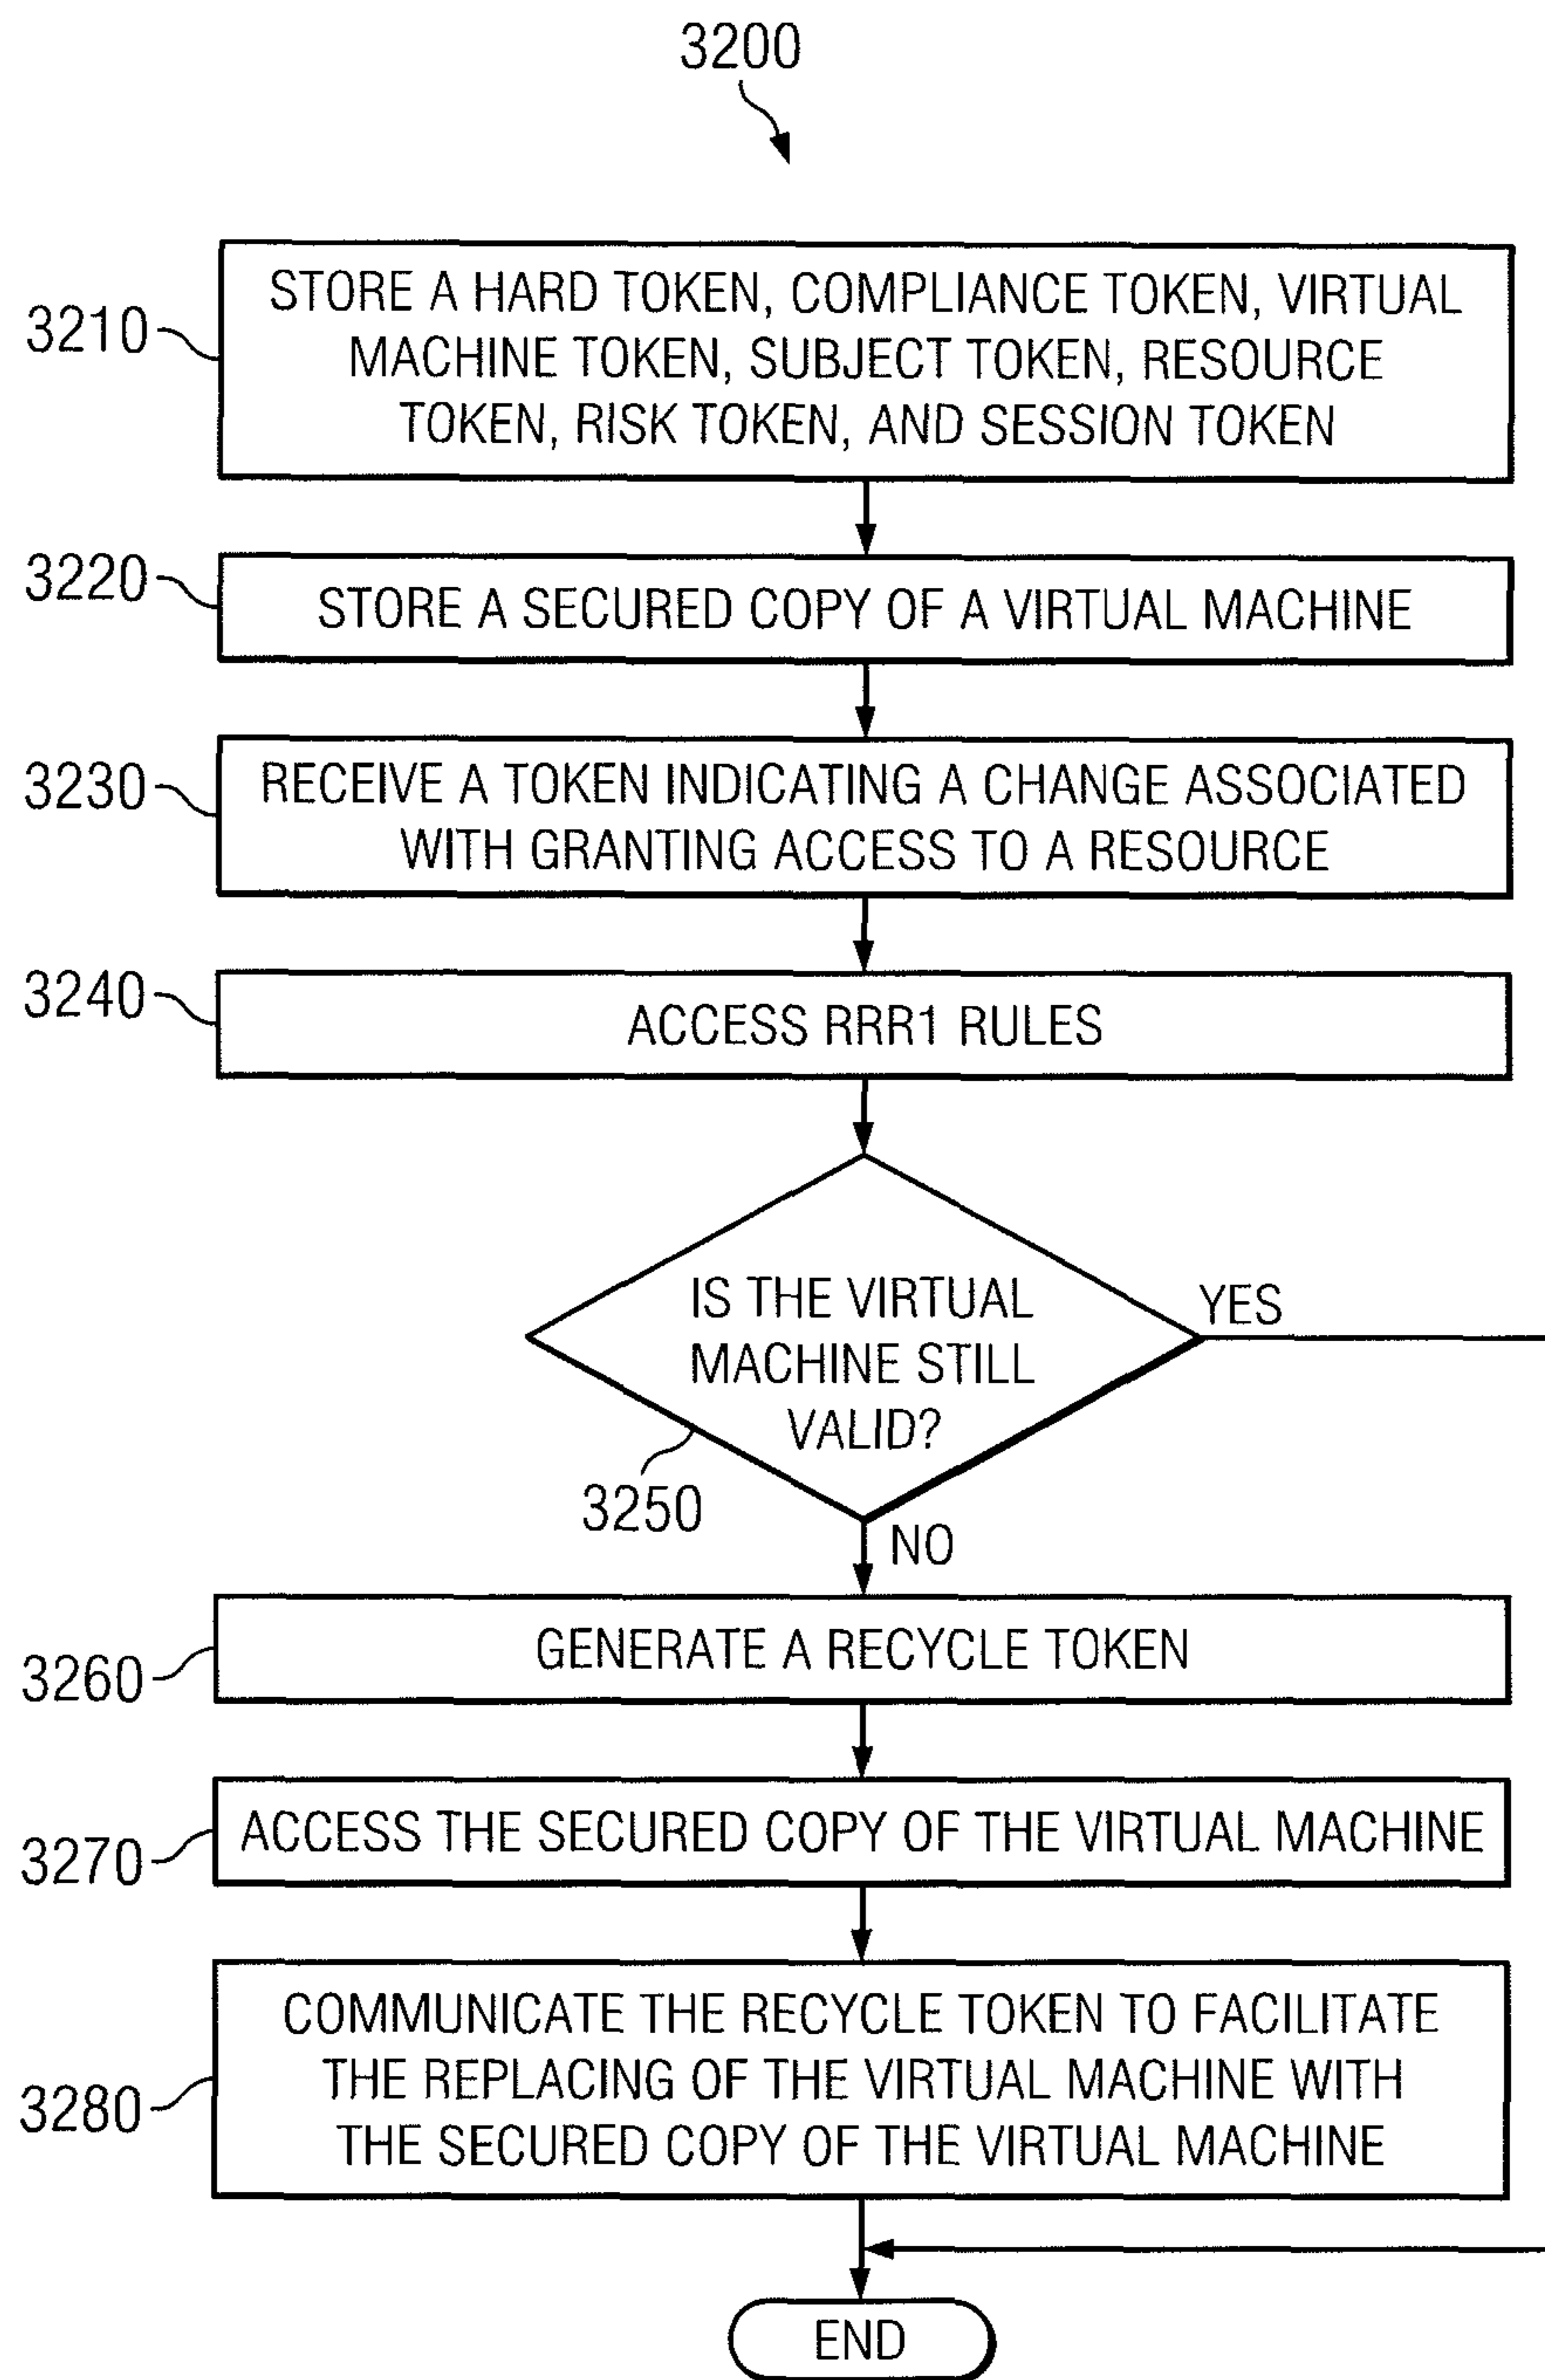 3200
3210
STORE A HARD TOKEN, COMPLIANCE TOKEN, VIRTUAL
MACHINE TOKEN, SUBJECT TOKEN, RESOURCE
TOKEN, RISK TOKEN, AND SESSION TOKEN
3220
STORE A SECURED COPY OF A VIRTUAL MACHINE
3230
RECEIVE A TOKEN INDICATING A CHANGE ASSOCIATED
WITH GRANTING ACCESS TO A RESOURCE
3240
ACCESS RRR1 RULES
IS THE VIRTUAL
MACHINE STILL
VALID?
YES
3250
NO
3260
GENERATE A RECYCLE TOKEN
3270
ACCESS THE SECURED COPY OF THE VIRTUAL MACHINE
3280
COMMUNICATE THE RECYCLE TOKEN TO FACILITATE
THE REPLACING OF THE VIRTUAL MACHINE WITH
THE SECURED COPY OF THE VIRTUAL MACHINE
END